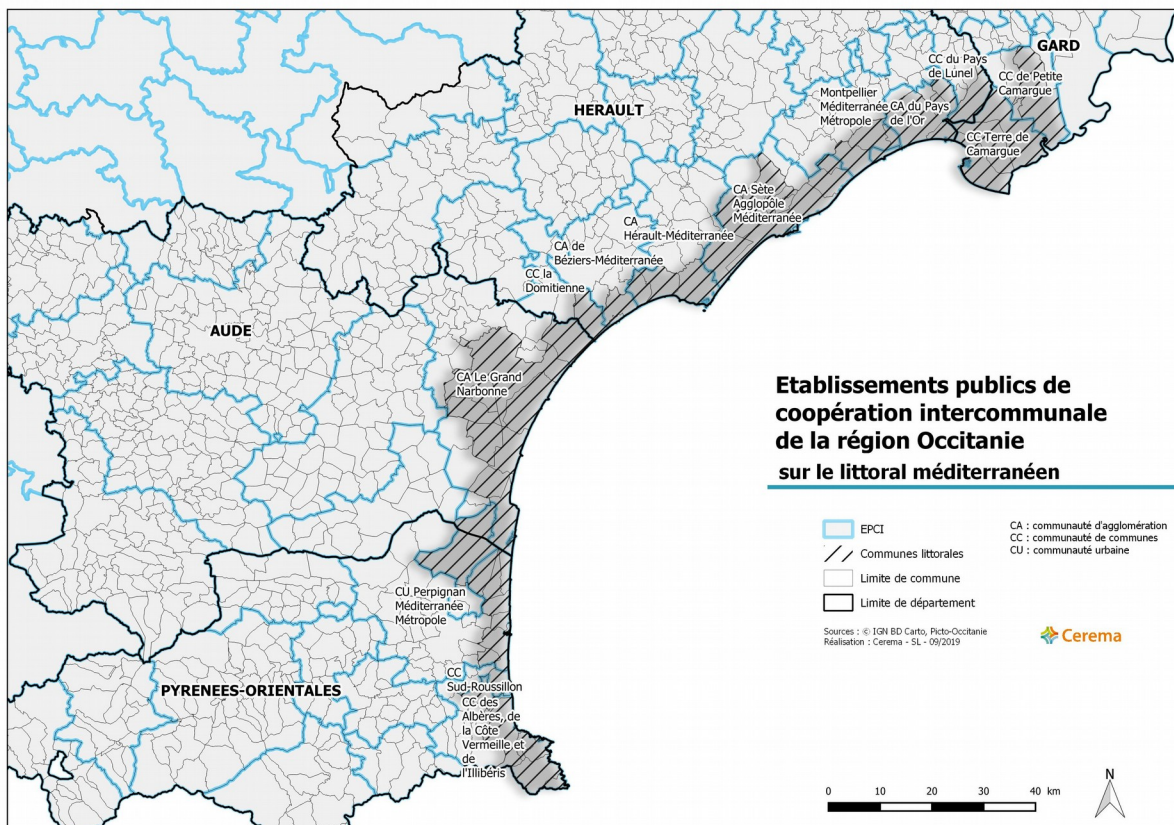 GARD
CC du Pays
de Lunel
CC de Petite
Camargue
Montpellier
Méditerranée
Métropole
CA du Pays
de l'Or
HERAULT
CC Terre de
Camargue
CA Sète
Agglopôle
Méditerranée
CA
Hérault-Méditerranée
CA de
Béziers-Méditerranée
CC la
Domitienne
AUDE
CA Le Grand
Narbonne
CU Perpignan
Méditerranée
Métropole
PYRENEES-ORIENTALES
CC
Sud-Roussillon
CC des
Albères, de
la Côte
Vermeille et
de
l'Illibéris
Etablissements publics de
coopération intercommunale
de la région Occitanie
sur le littoral méditerranéen
EPCI
Communes littorales
Limite de commune
Limite de département
CA : communauté d'agglomération
CC : communauté de communes
CU : communauté urbaine
Sources : © IGN BD Carto, Picto-Occitanie
Réalisation : Cerema - SL - 09/2019
Cerema
N
0 10 20 30 40 km